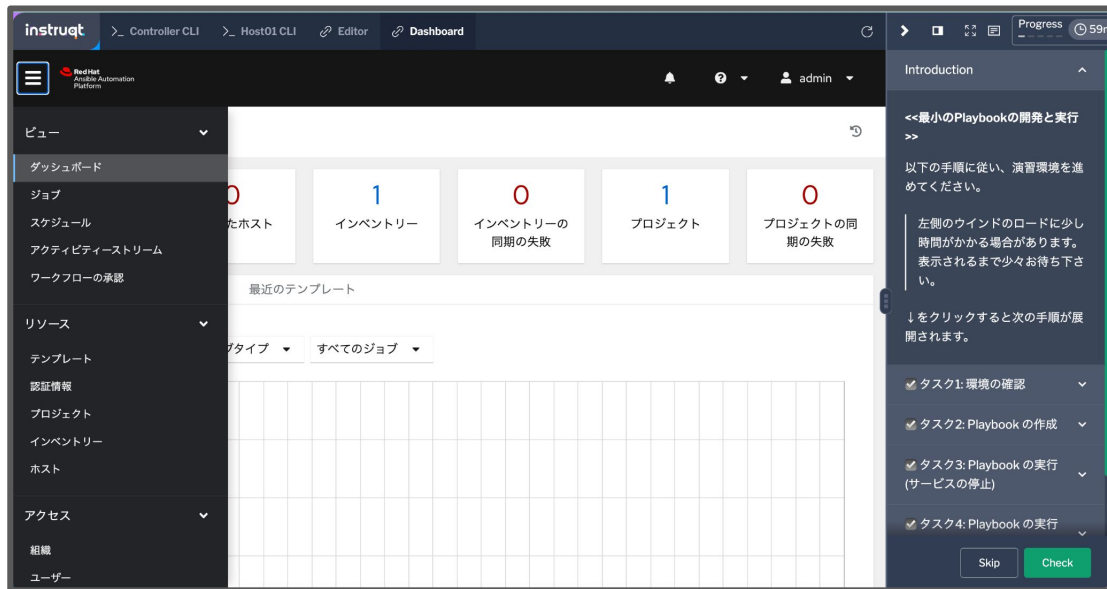 instruqt
Controller CLI
Host01 CLI
Editor
Dashboard
Progress
59
Red Hat
Ansible Automation
Platform
admin
ビュー
ダッシュボード
ジョブ
スケジュール
アクティビティーストリーム
ワークフローの承認
リソース
テンプレート
認証情報
プロジェクト
インベントリー
ホスト
アクセス
組織
ユーザー
0
たホスト
1
インベントリー
0
インベントリーの
同期の失敗
1
プロジェクト
0
プロジェクトの同
期の失敗
最近のテンプレート
ブタイプ
すべてのジョブ
Introduction
<<最小のPlaybookの開発と実行
>>
以下の手順に従い、演習環境を進
めてください。
左側のウインドのロードに少し
時間がかかる場合があります。
表示されるまで少々お待ち下さ
い。
↓をクリックすると次の手順が展
開されます。
タスク1: 環境の確認
タスク2: Playbook の作成
タスク3: Playbook の実行
(サービスの停止)
タスク4: Playbook の実行
Skip
Check